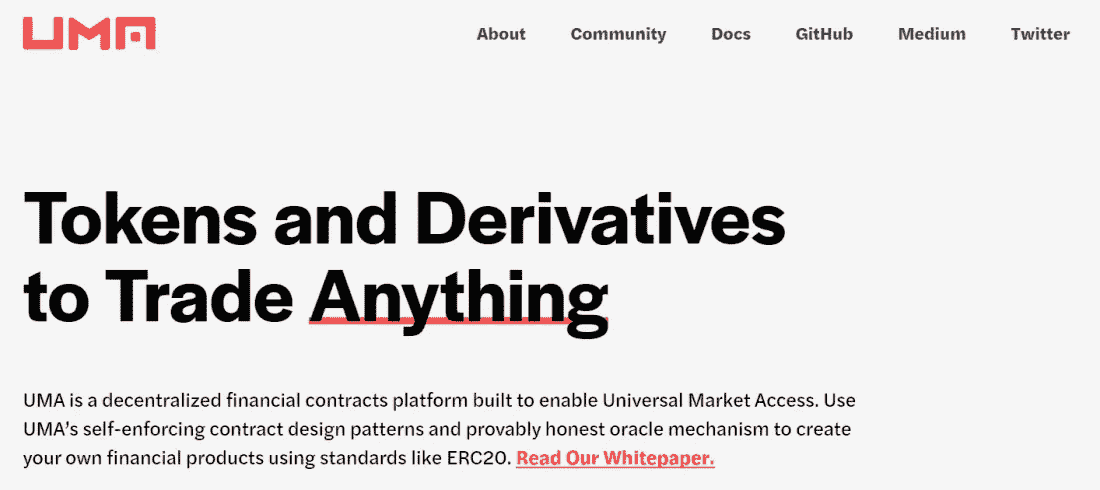 UMA
About Community Docs GitHub Medium Twitter
Tokens and Derivatives
to Trade Anything
UMA is a decentralized financial contracts platform built to enable Universal Market Access. Use
UMA’s self-enforcing contract design patterns and provably honest oracle mechanism to create
your own financial products using standards like ERC20. Read Our Whitepaper.